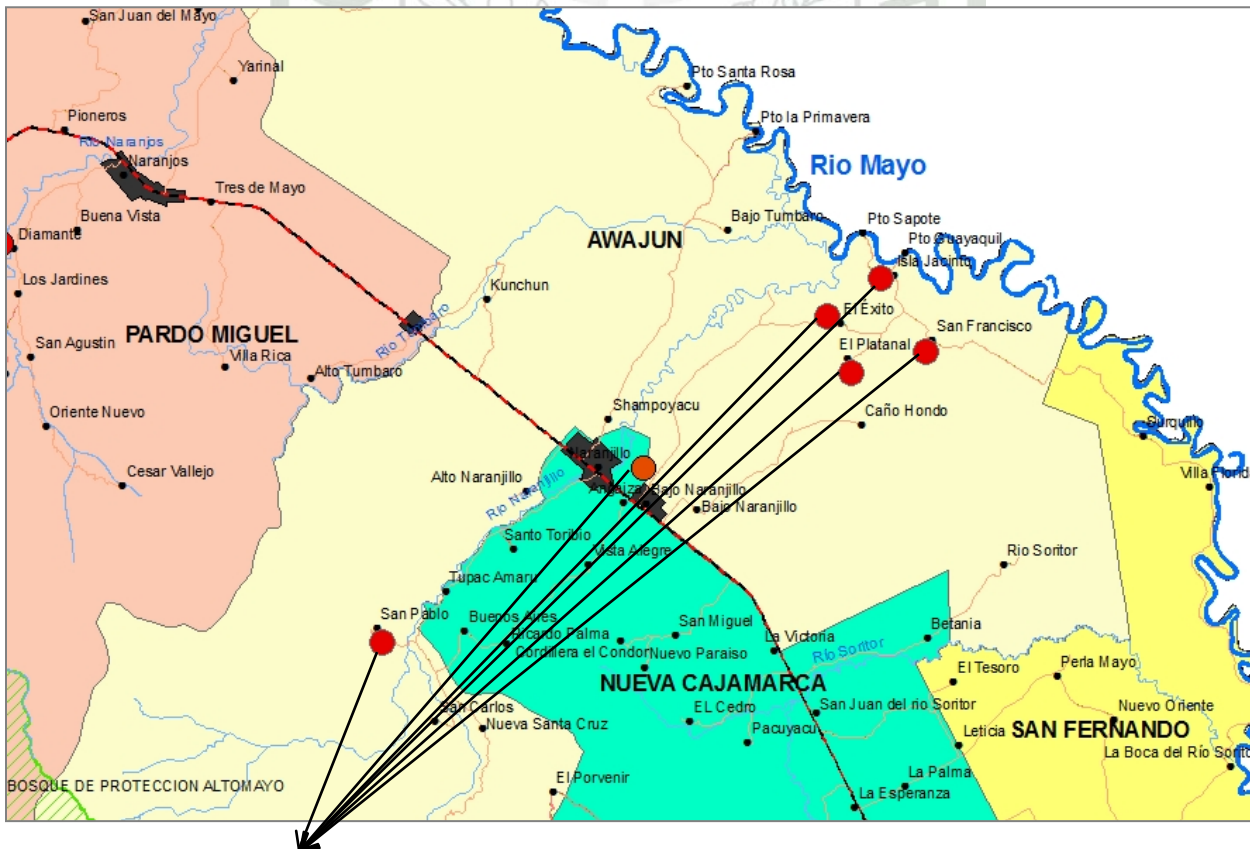 San Juan del Mayo
Yarinal
Pto Santa Rosa
Pioneros
Pto la Primavera
Río Naranjos
Naranjos
Rio Mayo
Tres de Mayo
Buena Vista
Bajo Tumbaro
Pto Sapote
Diamante
AWAJUN
Pto Guayaquil
Isla Jacinto
Los Jardines
Kunchun
El Exito
PARDO MIGUEL
San Francisco
San Agustin
Villa Rica
Río Tumbaro
El Platanal
Alto Tumbaro
Oriente Nuevo
Shampoyacu
Caño Hondo
Surquillo
Naranjillo
Cesar Vallejo
Alto Naranjillo
Villa Florida
Río Naranjillo
Angaiza
Bajo Naranjillo
Bajo Naranjillo
Santo Toribio
Vista Alegre
Rio Soritor
Tupac Amaru
San Pablo
Buenos Aires
San Miguel
Betania
Ricardo Palma
La Victoria
Cordillera el Condor
Nuevo Paraiso
Río Soritor
El Tesoro
Perla Mayo
NUEVA CAJAMARCA
San Carlos
EL Cedro
San Juan del rio Soritor
Nuevo Oriente
Nueva Santa Cruz
Pacuyacu
Leticia
SAN FERNANDO
La Boca del Río Sorito
La Palma
BOSQUE DE PROTECCION ALTOMAYO
El Porvenir
La Esperanza